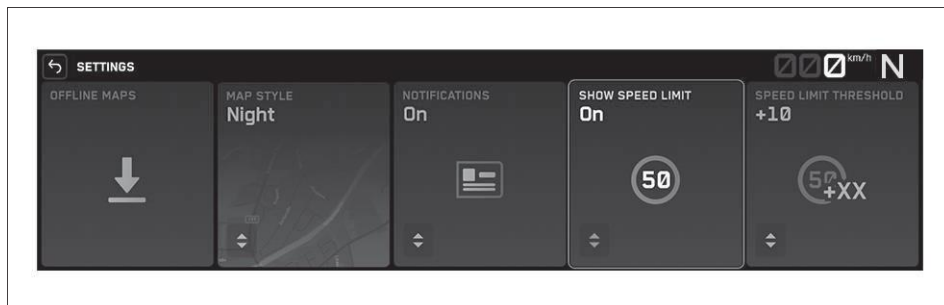 SETTINGS
000 km/h N
OFFLINE MAPS
MAP STYLE
Night
NOTIFICATIONS
On
SHOW SPEED LIMIT
On
50
SPEED LIMIT THRESHOLD
+10
50
+XX